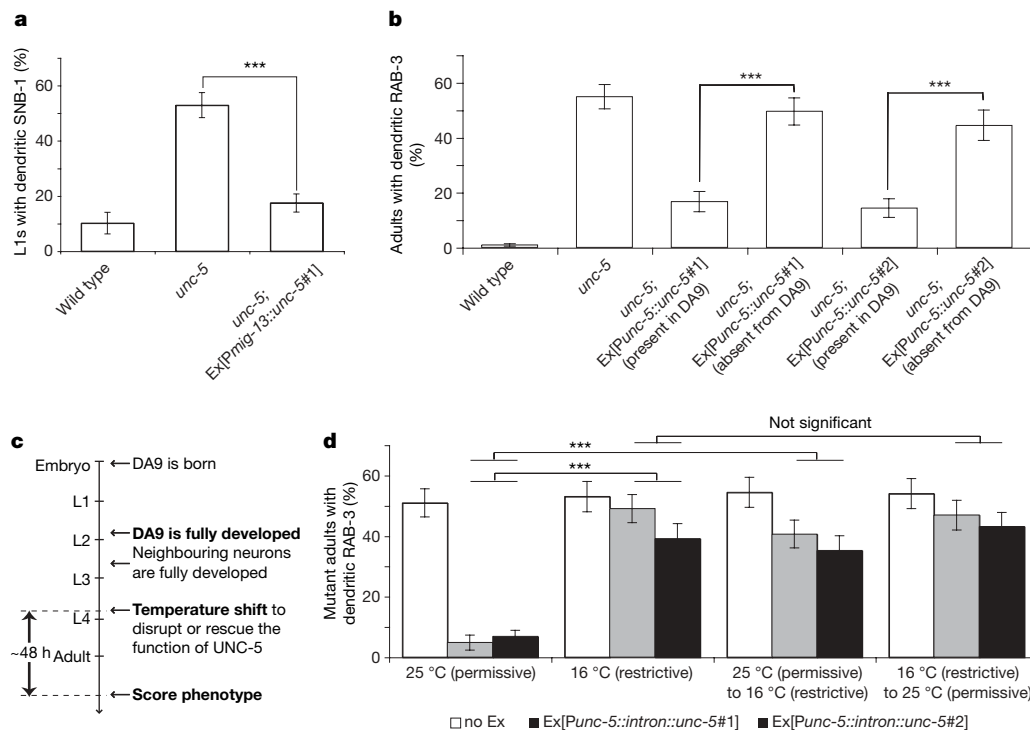 a
L1s with dendritic SNB-1 (%)
60
40
20
0
***
Wild type
unc-5
unc-5;
Ex[Pmig-13::unc-5#1]
b
Adults with dendritic RAB-3
(%)
60
40
20
0
***
***
Wild type
unc-5
unc-5;
Ex[Punc-5::unc-5#1]
(present in DA9)
unc-5;
Ex[Punc-5::unc-5#1]
(absent from DA9)
unc-5;
Ex[Punc-5::unc-5#2]
(present in DA9)
unc-5;
Ex[Punc-5::unc-5#2]
(absent from DA9)
c
Embryo
DA9 is born
L1
DA9 is fully developed
L2
Neighbouring neurons
are fully developed
L3
Temperature shift to
L4
disrupt or rescue the
function of UNC-5
~48 h
Adult
Score phenotype
d
Mutant adults with
dendritic RAB-3 (%)
60
40
20
0
Not significant
***
***
25 °C (permissive)
16 °C (restrictive)
25 °C (permissive)
to 16 °C (restrictive)
16 °C (restrictive)
to 25 °C (permissive)
no Ex
Ex[Punc-5::intron::unc-5#1]
Ex[Punc-5::intron::unc-5#2]